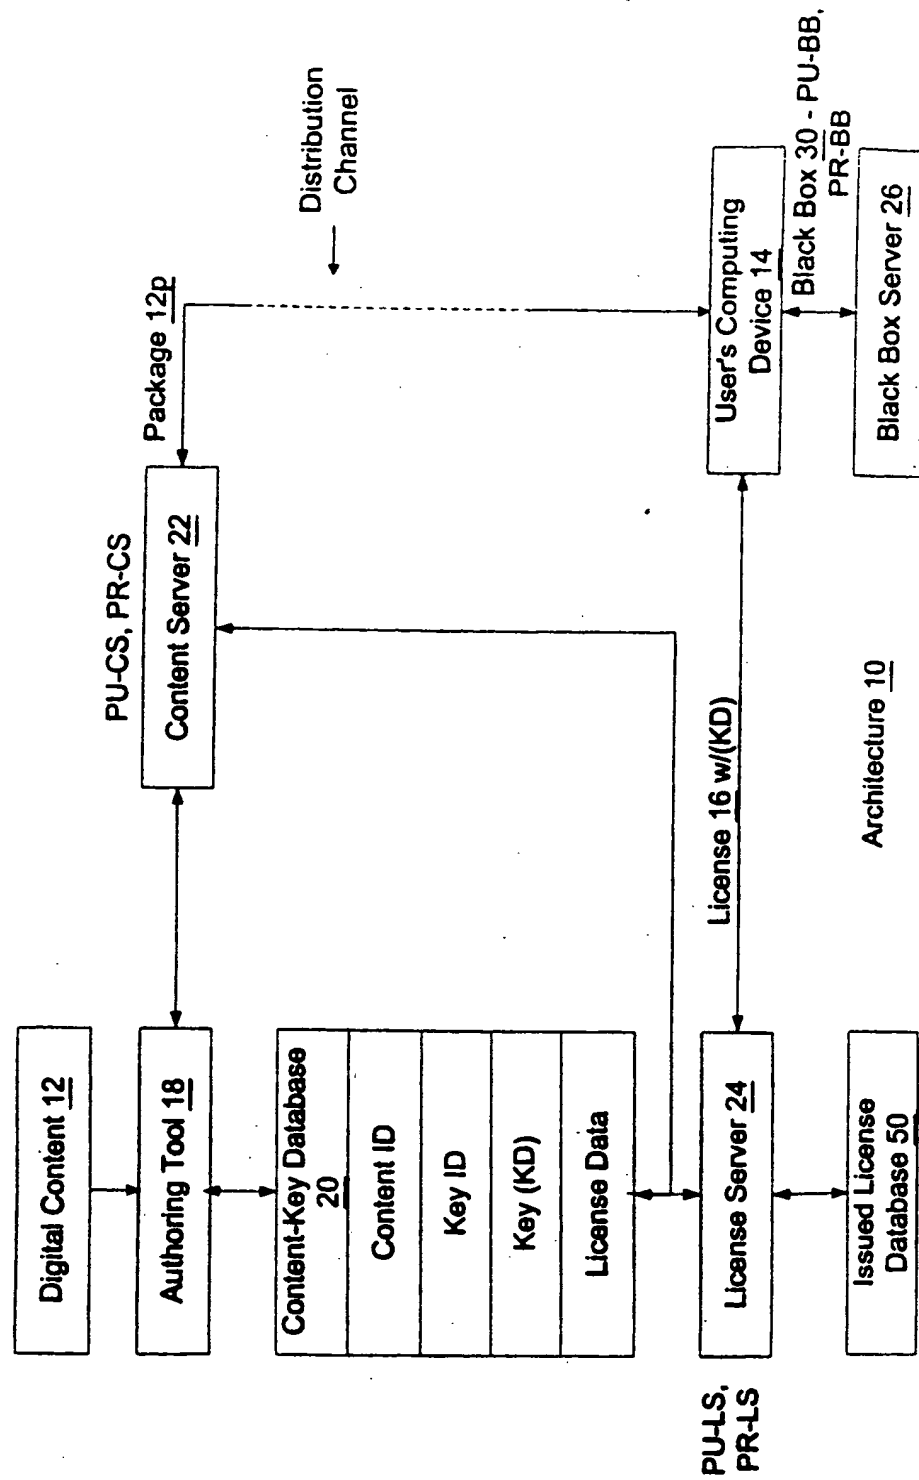 Digital Content 12
Authoring Tool 18
Content-Key Database
20
Content ID
Key ID
Key (KD)
License Data
PU-LS,
PR-LS
License Server 24
Issued License
Database 50
PU-CS, PR-CS
Content Server 22
Package 12p
Distribution
Channel
License 16 w/(KD)
User's Computing
Device 14
Black Box 30 - PU-BB,
PR-BB
Black Box Server 26
Architecture 10